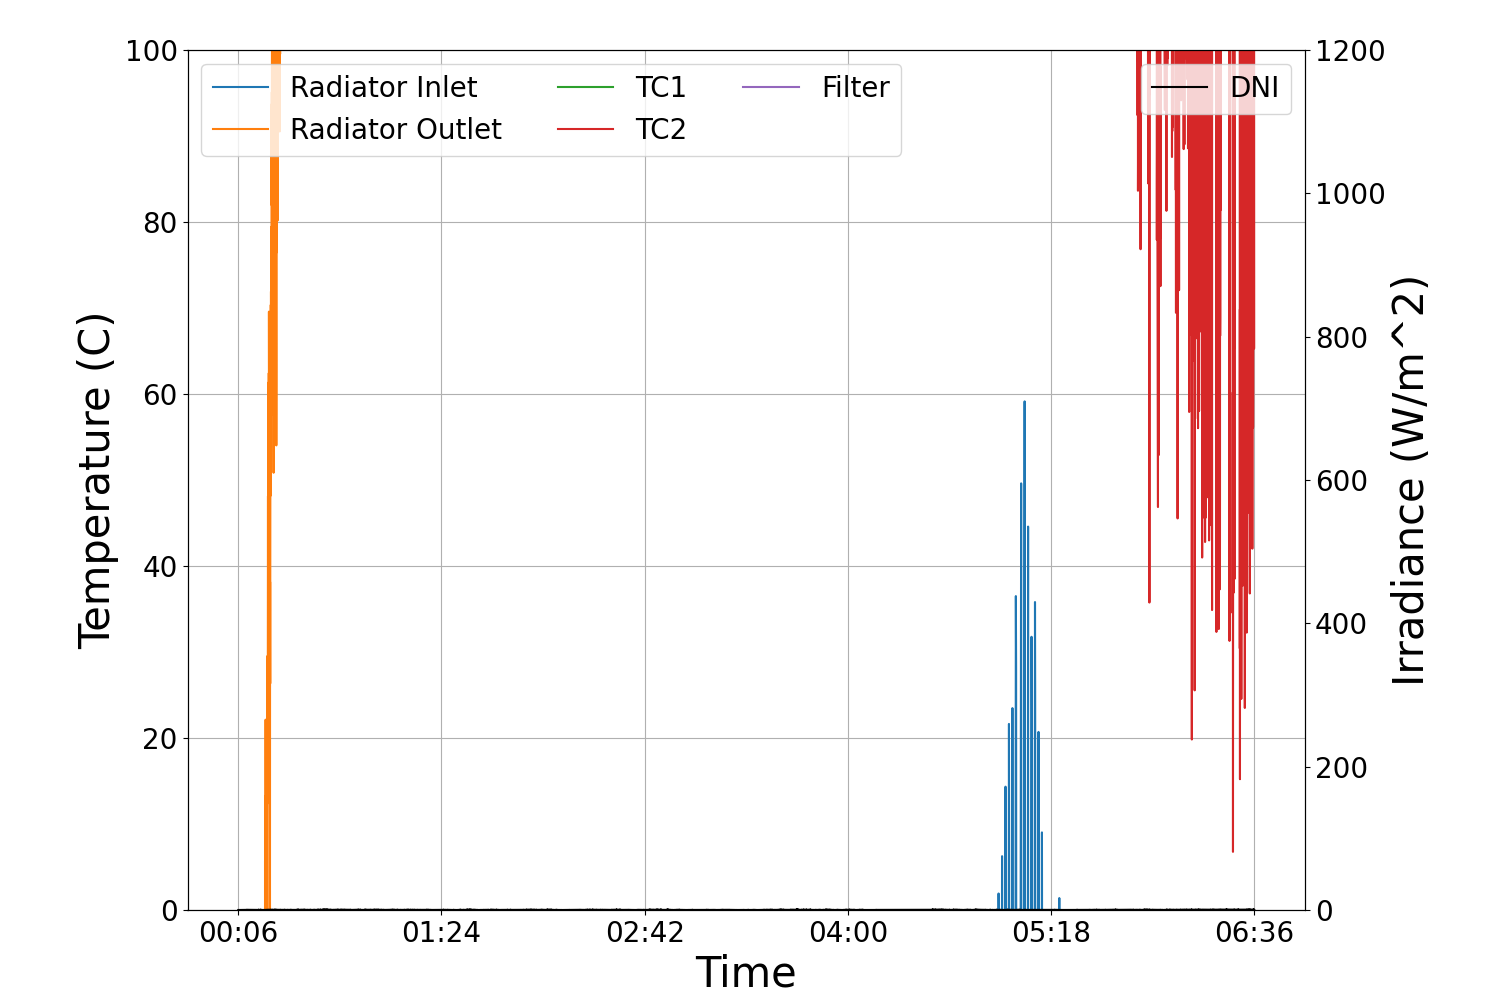 100
80
60
40
20
0
Temperature (C)
Radiator Inlet
Radiator Outlet
TC1
TC2
Filter
DNI
1200
1000
800
600
400
200
0
Irradiance (W/m^2)
00:06
01:24
02:42
04:00
05:18
06:36
Time